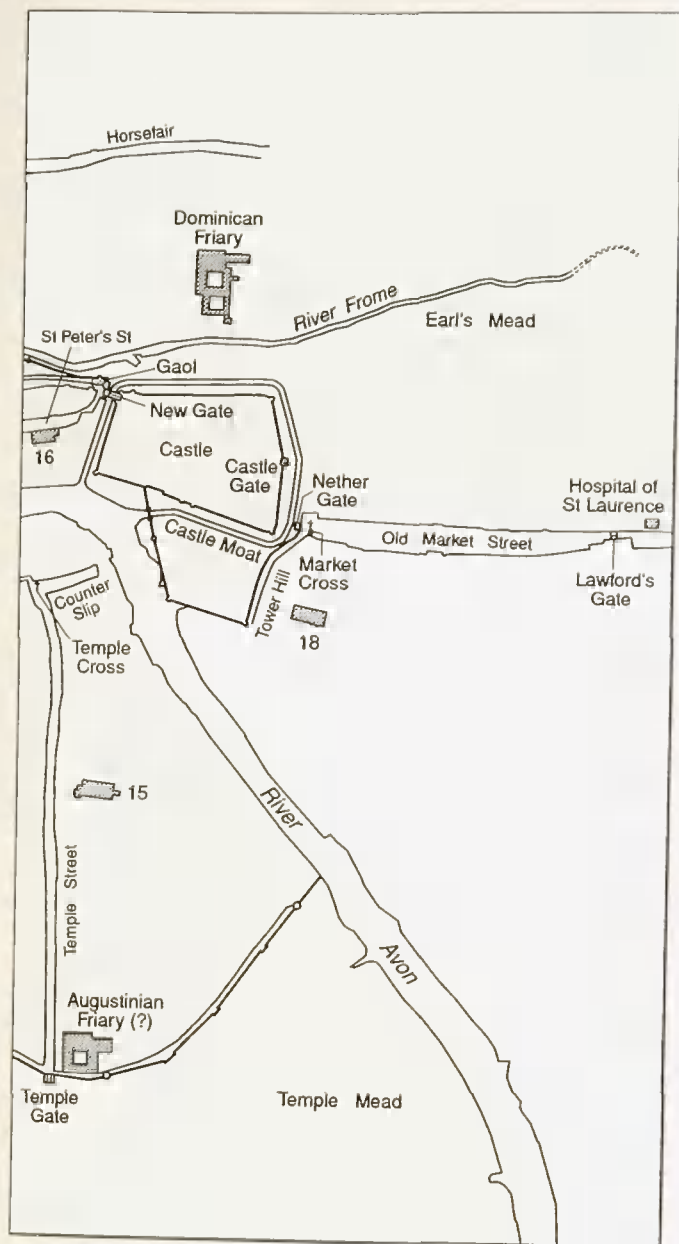 Horsefair
Dominican
Friary
River Frome
Earl's Mead
St Peter's St
Gaol
New Gate
16
Castle
Castle
Gate
Nether
Gate
Hospital of
St Laurence
Castle Moat
Old Market Street
Market
Cross
Lawford's
Gate
Tower Hill
18
Counter
Slip
Temple
Cross
15
River
Avon
Temple Street
Augustinian
Friary (?)
Temple
Gate
Temple Mead